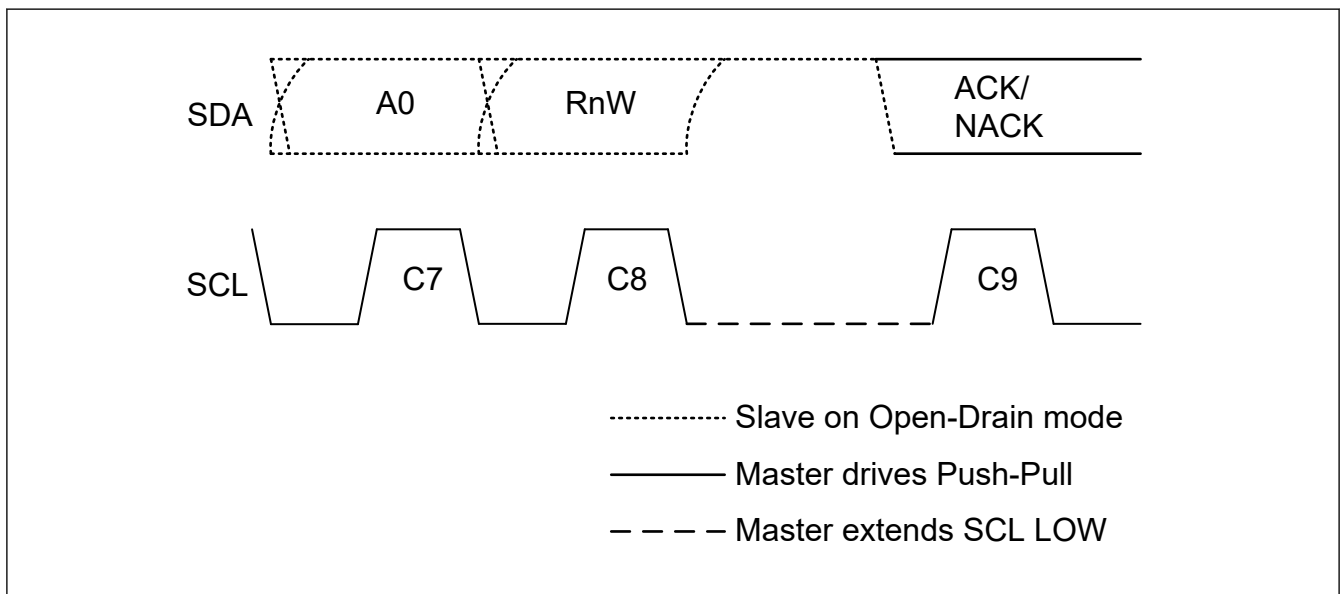 SDA
A0
RnW
ACK/
NACK
SCL
C7
C8
C9
Slave on Open-Drain mode
Master drives Push-Pull
Master extends SCL LOW